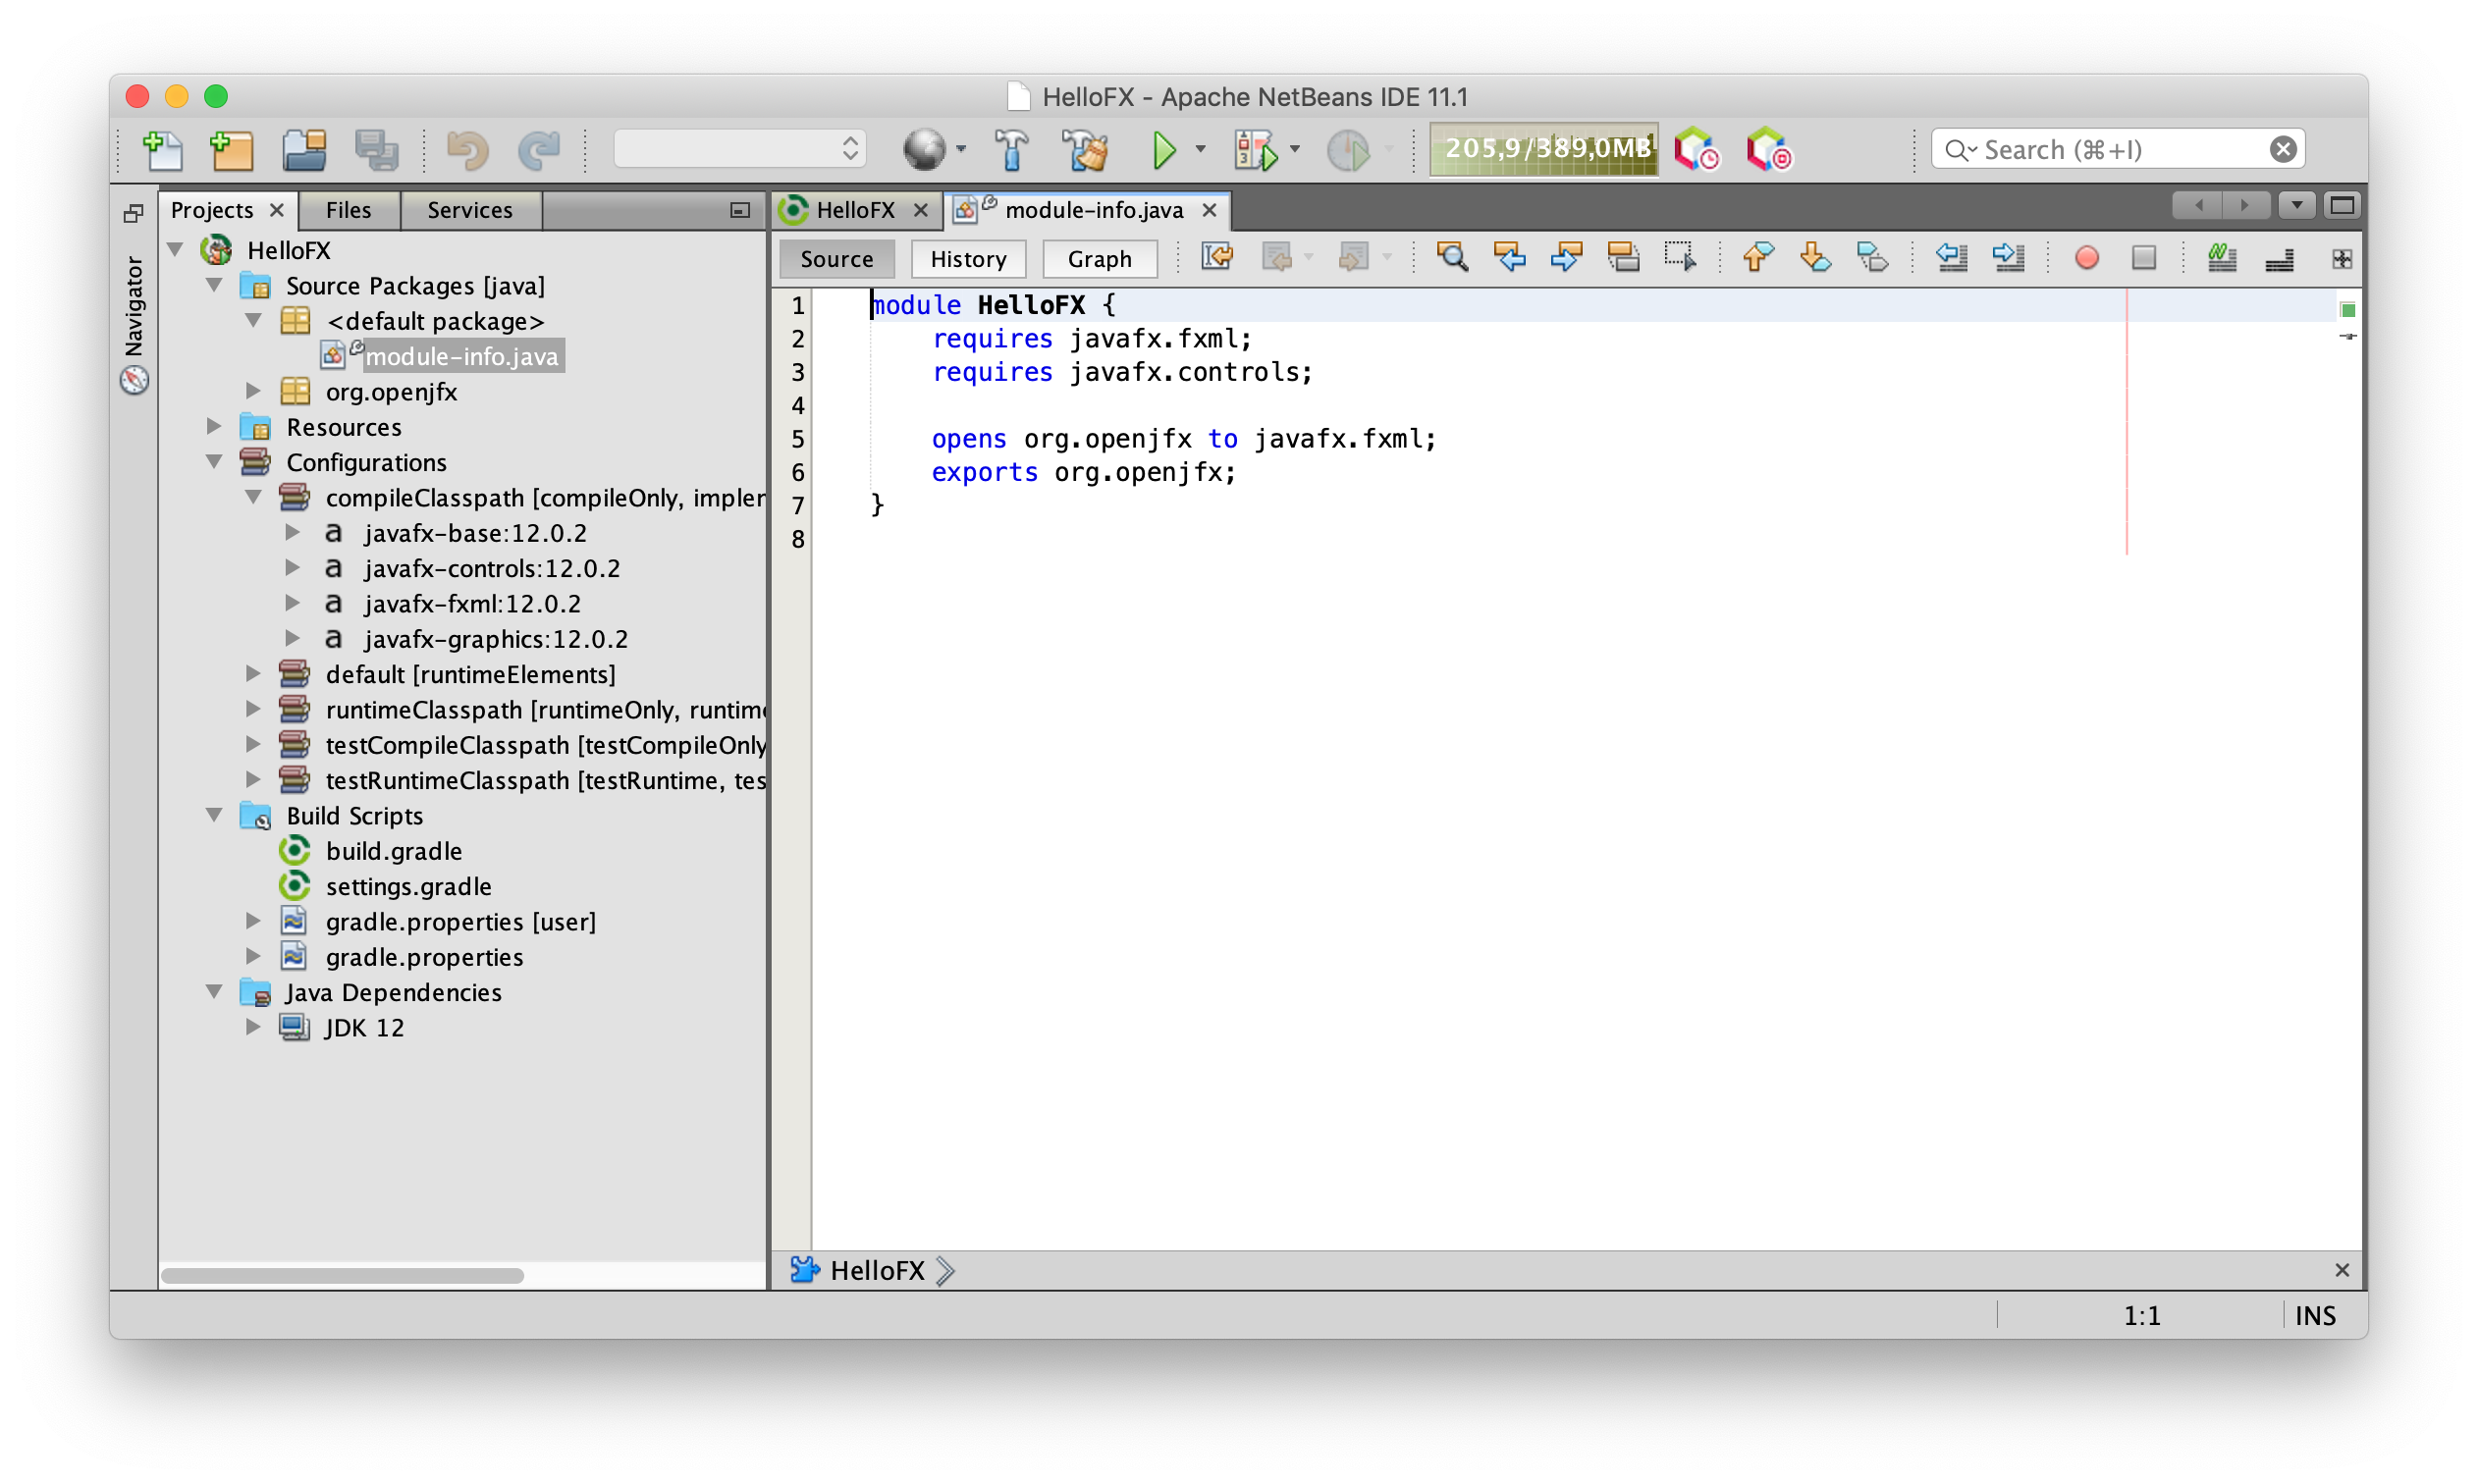 HelloFX - Apache NetBeans IDE 11.1
205,9/389,0MB
Search (⌘+I)
Projects
Files
Services
HelloFX
module-info.java
Navigator
HelloFX
Source Packages [java]
<default package>
module-info.java
org.openjfx
Resources
Configurations
compileClasspath [compileOnly, implem
a javafx-base:12.0.2
a javafx-controls:12.0.2
a javafx-fxml:12.0.2
a javafx-graphics:12.0.2
default [runtimeElements]
runtimeClasspath [runtimeOnly, runtime
testCompileClasspath [testCompileOnly
testRuntimeClasspath [testRuntime, tes
Build Scripts
build.gradle
settings.gradle
gradle.properties [user]
gradle.properties
Java Dependencies
JDK 12
Source
History
Graph
1 module HelloFX {
2 requires javafx.fxml;
3 requires javafx.controls;
4
5 opens org.openjfx to javafx.fxml;
6 exports org.openjfx;
7 }
8
HelloFX
1:1
INS